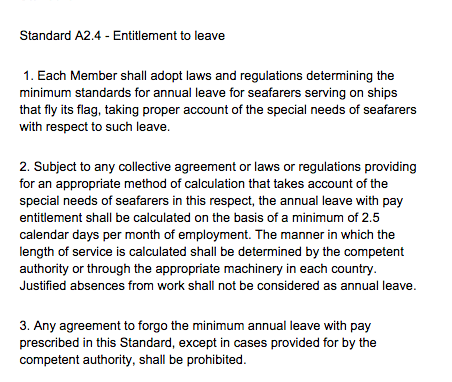 Standard A2.4 - Entitlement to leave
1. Each Member shall adopt laws and regulations determining the
minimum standards for annual leave for seafarers serving on ships
that fly its flag, taking proper account of the special needs of seafarers
with respect to such leave.
2. Subject to any collective agreement or laws or regulations providing
for an appropriate method of calculation that takes account of the
special needs of seafarers in this respect, the annual leave with pay
entitlement shall be calculated on the basis of a minimum of 2.5
calendar days per month of employment. The manner in which the
length of service is calculated shall be determined by the competent
authority or through the appropriate machinery in each country.
Justified absences from work shall not be considered as annual leave.
3. Any agreement to forgo the minimum annual leave with pay
prescribed in this Standard, except in cases provided for by the
competent authority, shall be prohibited.